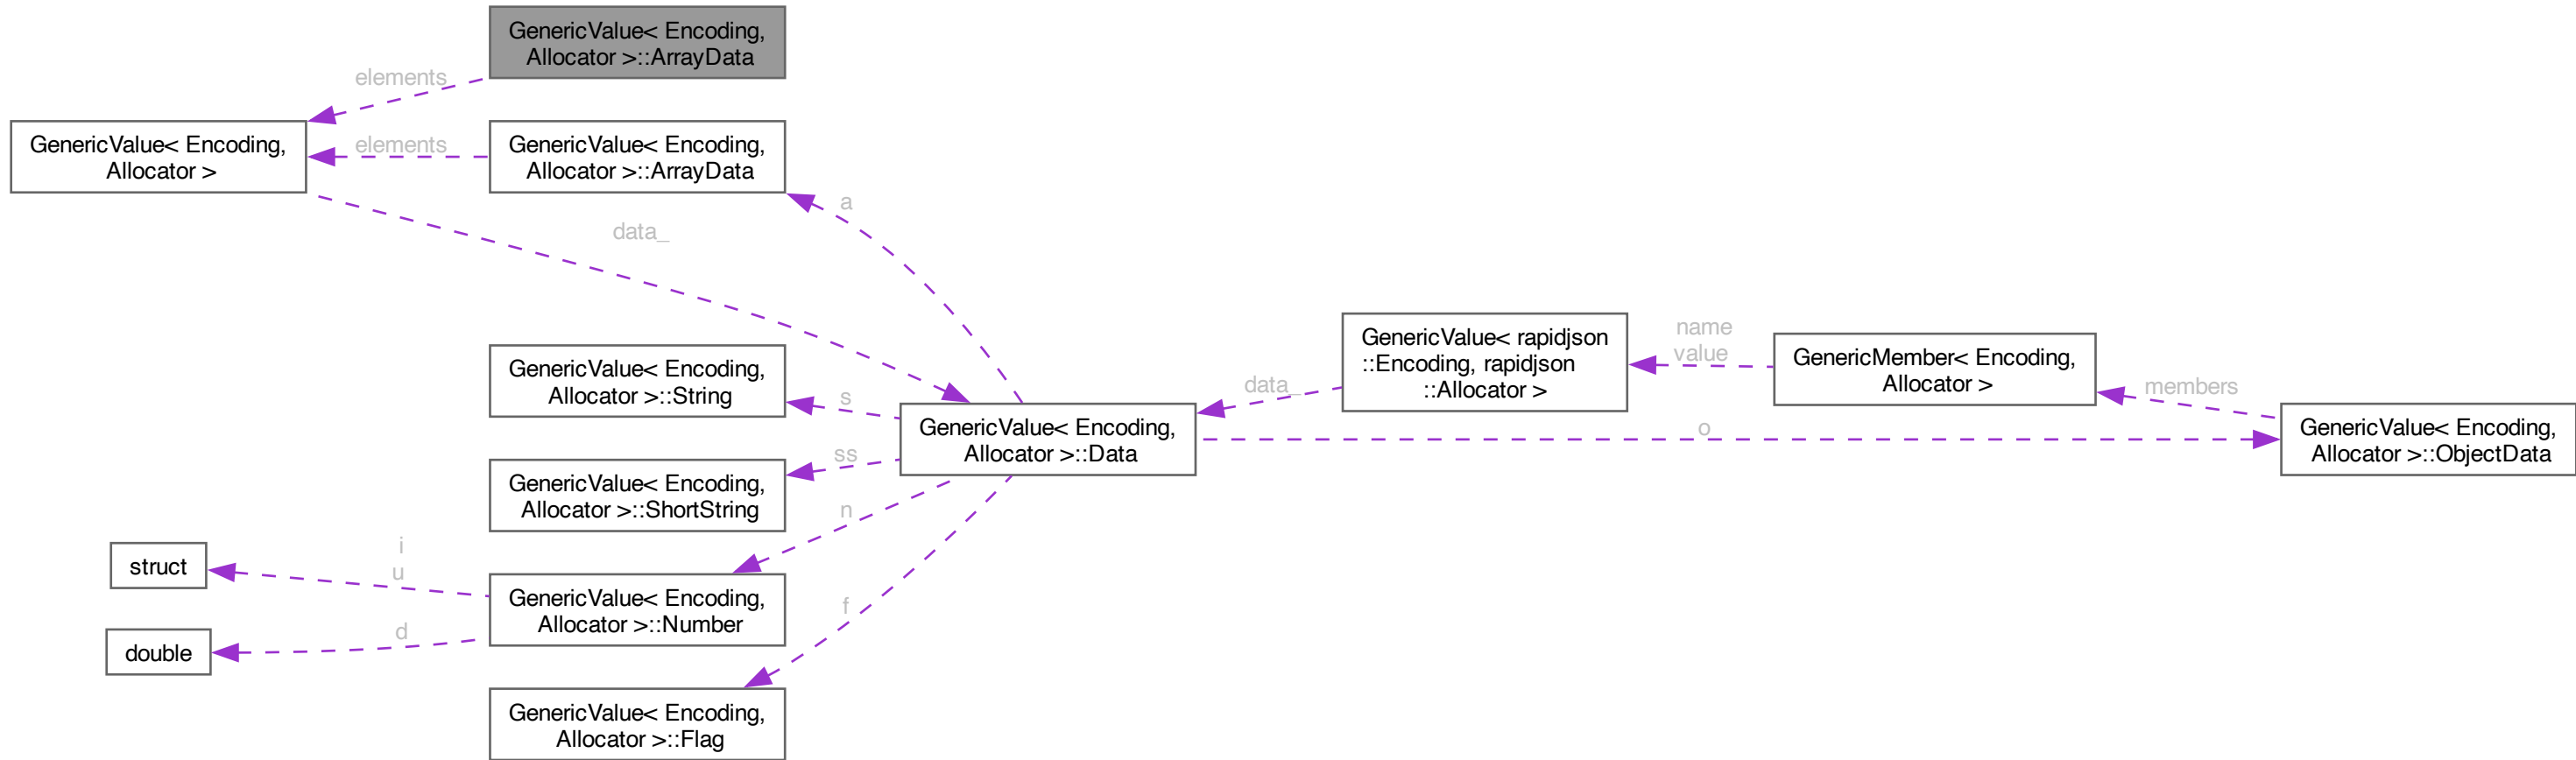 GenericValue< Encoding,
Allocator >::ArrayData
elements
GenericValue< Encoding,
Allocator >
elements
GenericValue< Encoding,
Allocator >::ArrayData
a
data_
GenericValue< Encoding,
Allocator >::String
s
GenericValue< Encoding,
Allocator >::ShortString
ss
n
GenericValue< Encoding,
Allocator >::Data
data_
GenericValue< rapidjson
::Encoding, rapidjson
::Allocator >
name
value
GenericMember< Encoding,
Allocator >
members
o
GenericValue< Encoding,
Allocator >::ObjectData
struct
i
u
GenericValue< Encoding,
Allocator >::Number
double
d
f
GenericValue< Encoding,
Allocator >::Flag